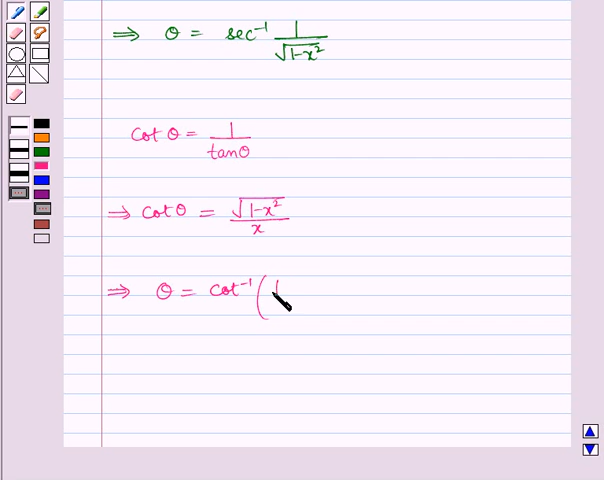 ⇒ θ = sec⁻¹ 1/√(1-x²)
cot θ = 1/tanθ
⇒ cot θ = √(1-x²)/x
⇒ θ = cot⁻¹ (